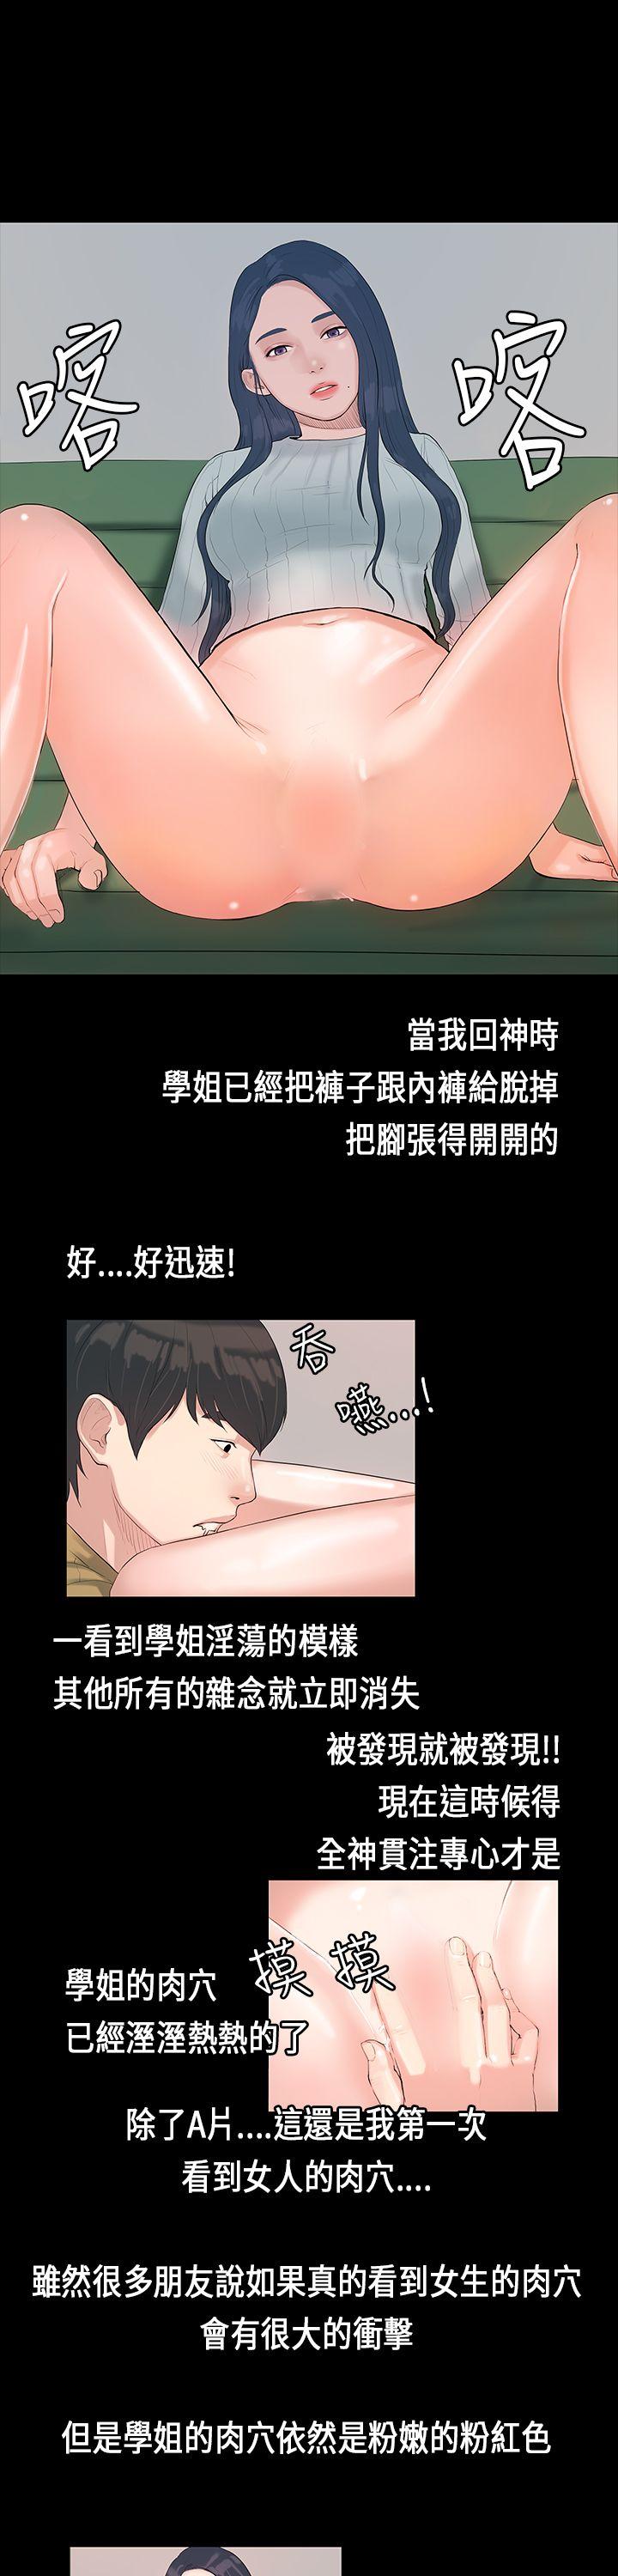 喀
喀
當我回神時
學姐已經把褲子跟內褲給脫掉
把腳張得開開的
好....好迅速!
吞
嚥...!
一看到學姐淫蕩的模樣
其他所有的雜念就立即消失
被發現就被發現!!
現在這時候得
全神貫注專心才是
摸 摸
學姐的肉穴
已經溼溼熱熱的了
除了A片....這還是我第一次
看到女人的肉穴....
雖然很多朋友說如果真的看到女生的肉穴
會有很大的衝擊
但是學姐的肉穴依然是粉嫩的粉紅色